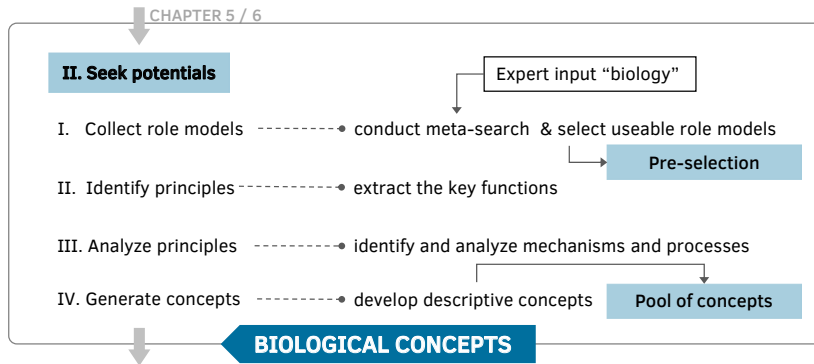 CHAPTER 5 / 6
II. Seek potentials
Expert input “biology”
I. Collect role models
conduct meta-search & select useable role models
Pre-selection
II. Identify principles
extract the key functions
III. Analyze principles
identify and analyze mechanisms and processes
IV. Generate concepts
develop descriptive concepts
Pool of concepts
BIOLOGICAL CONCEPTS